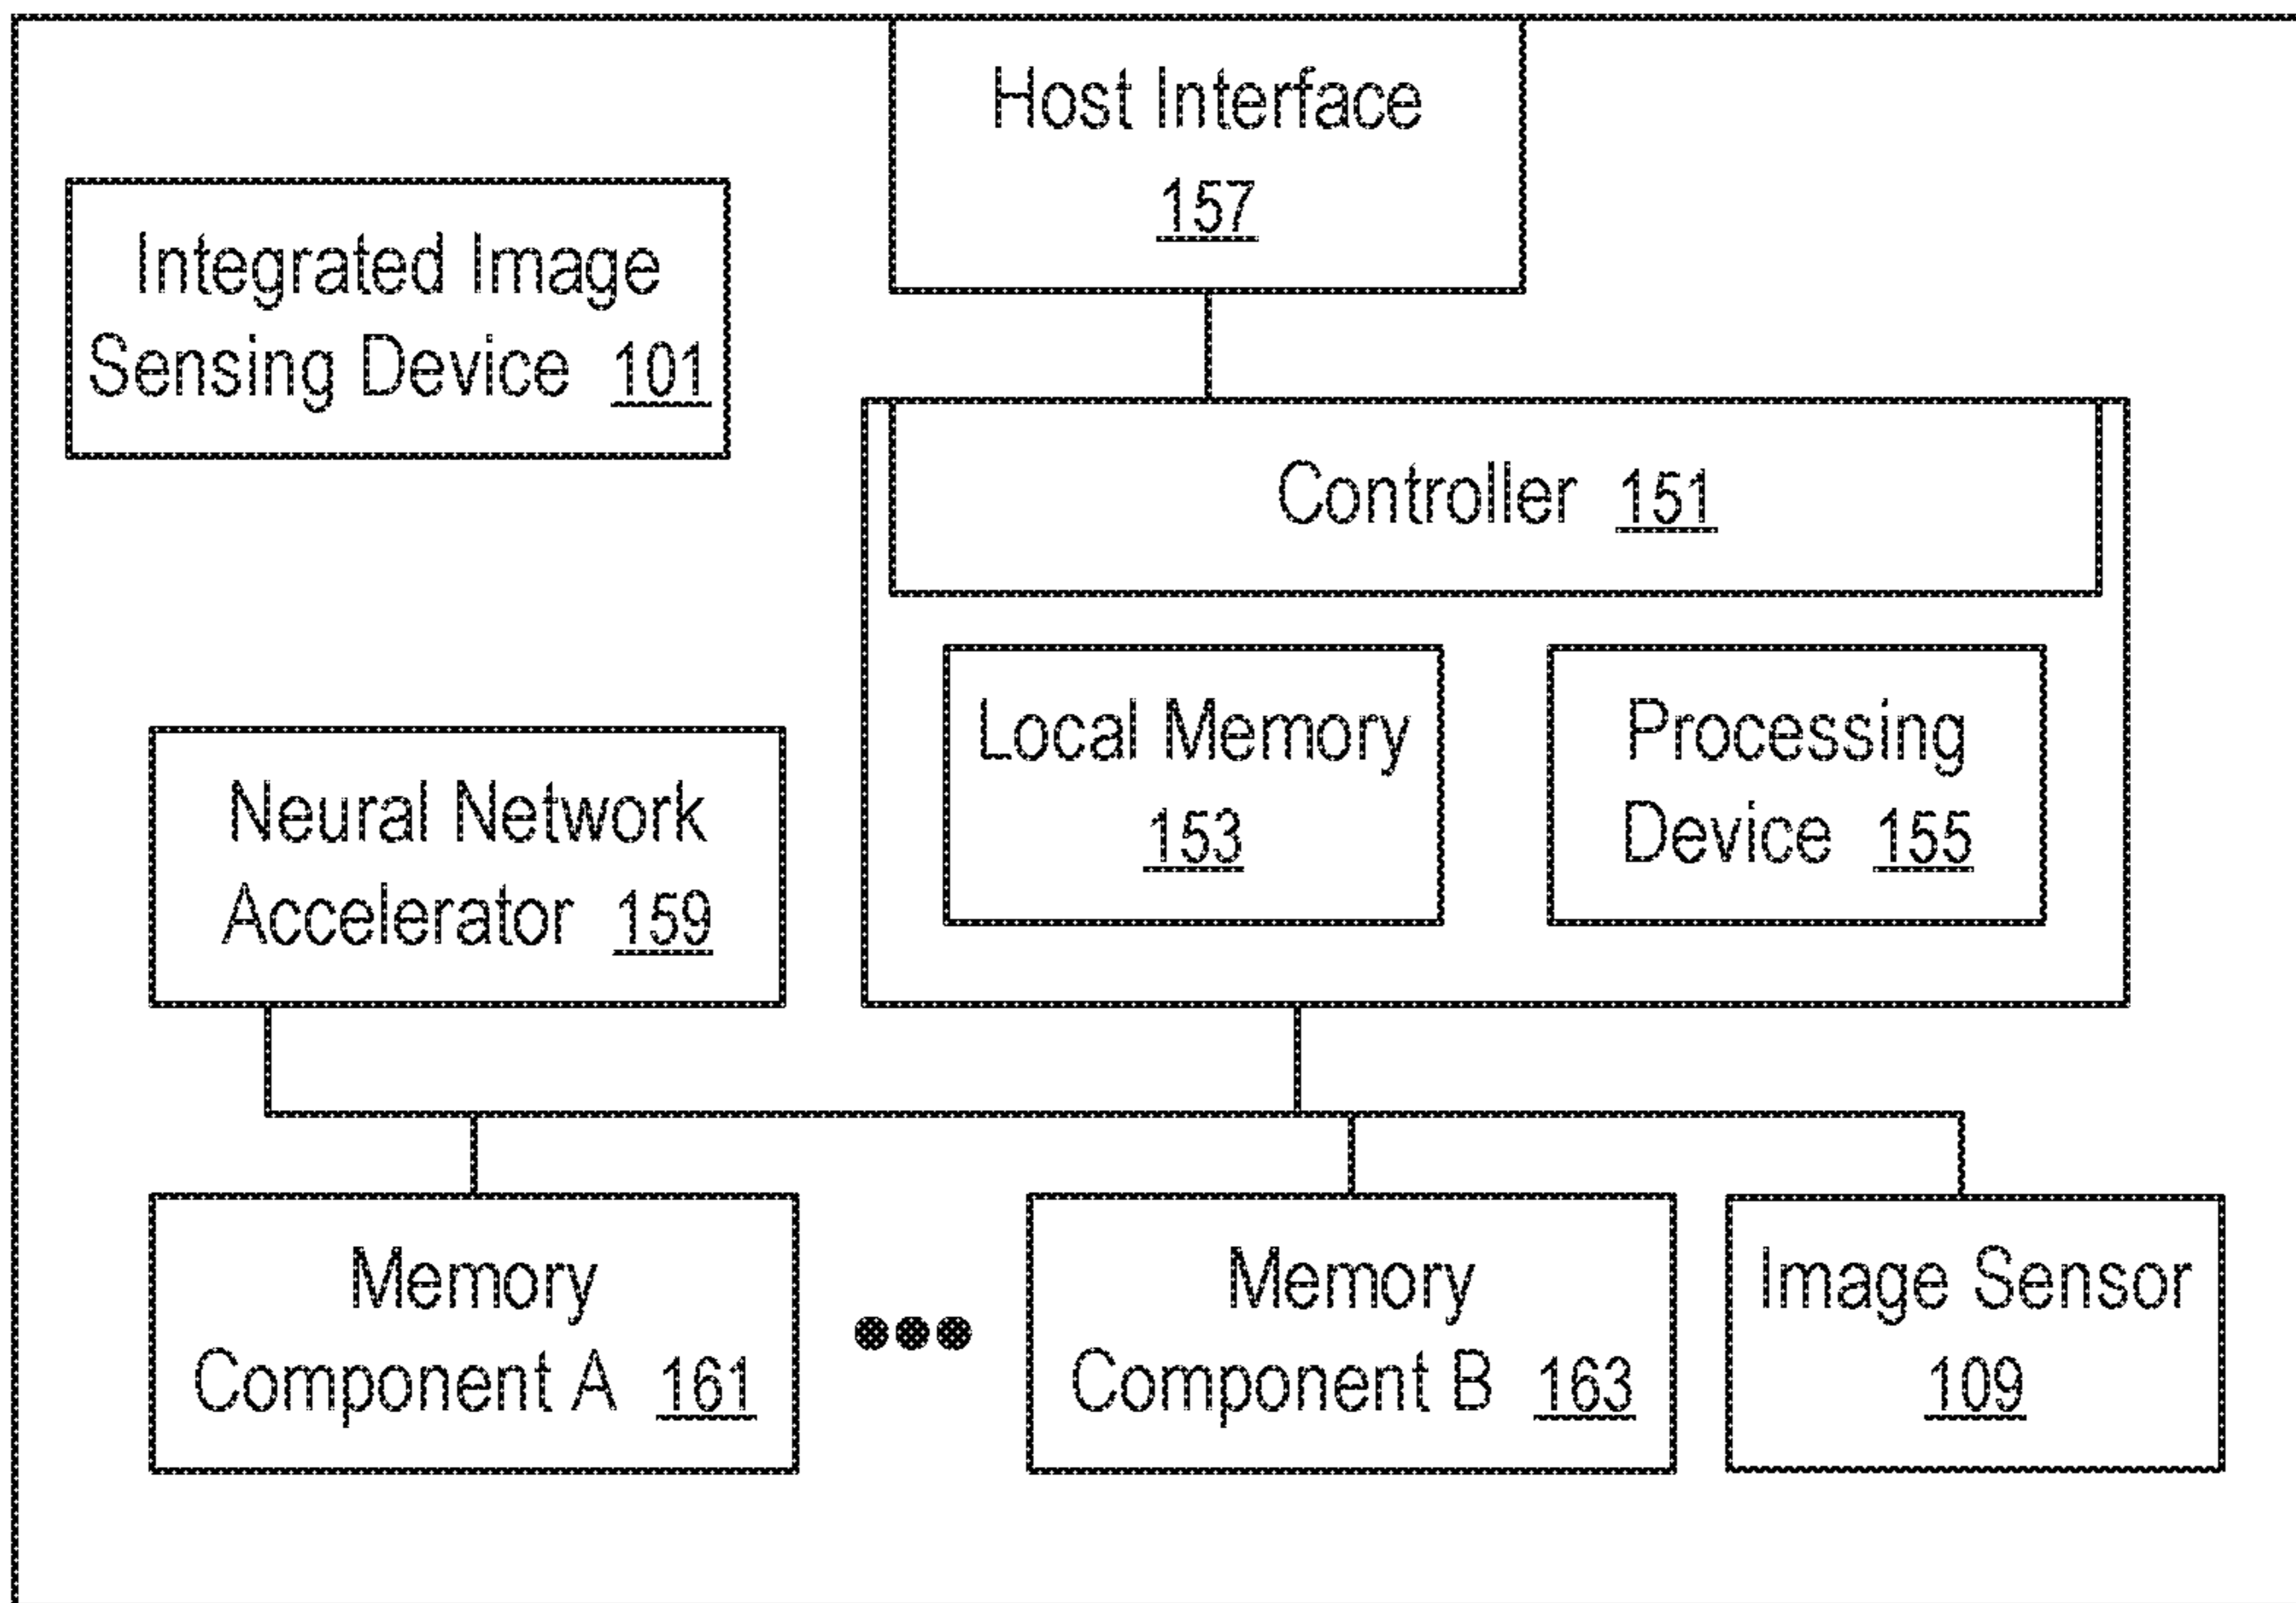 Host Interface
157
Integrated Image
Sensing Device 101
Controller 151
Local Memory
153
Processing
Device 155
Neural Network
Accelerator 159
Memory
Component A 161
Memory
Component B 163
Image Sensor
109